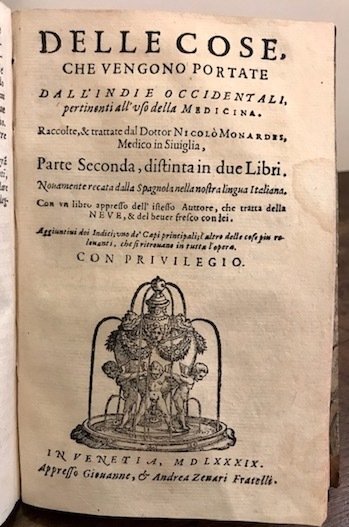 DELLE COSE,
CHE VENGONO PORTATE
DALL'INDIE OCCIDENTALI,
pertinenti all'vso della MEDICINA.
Raccolte, & trattate dal Dottor NICOLÒ MONARDES,
Medico in Siuiglia,
Parte Seconda, distinta in due Libri.
Nouamente recata dalla Spagnola nella nostra lingua Italiana.
Con vn libro appresso dell' istesso Auttore, che tratta della
NEVE, & del beuer fresco con lei.
Aggiuntiui doi Indici; vno de' Capi principali; l'altro delle cose piu re-
leuanti, che si ritrouano in tutta l'opera.
CON PRIVILEGIO.
IN VENETIA, MDLXXXIX.
Appresso Giouanne, & Andrea Zenari Fratelli.